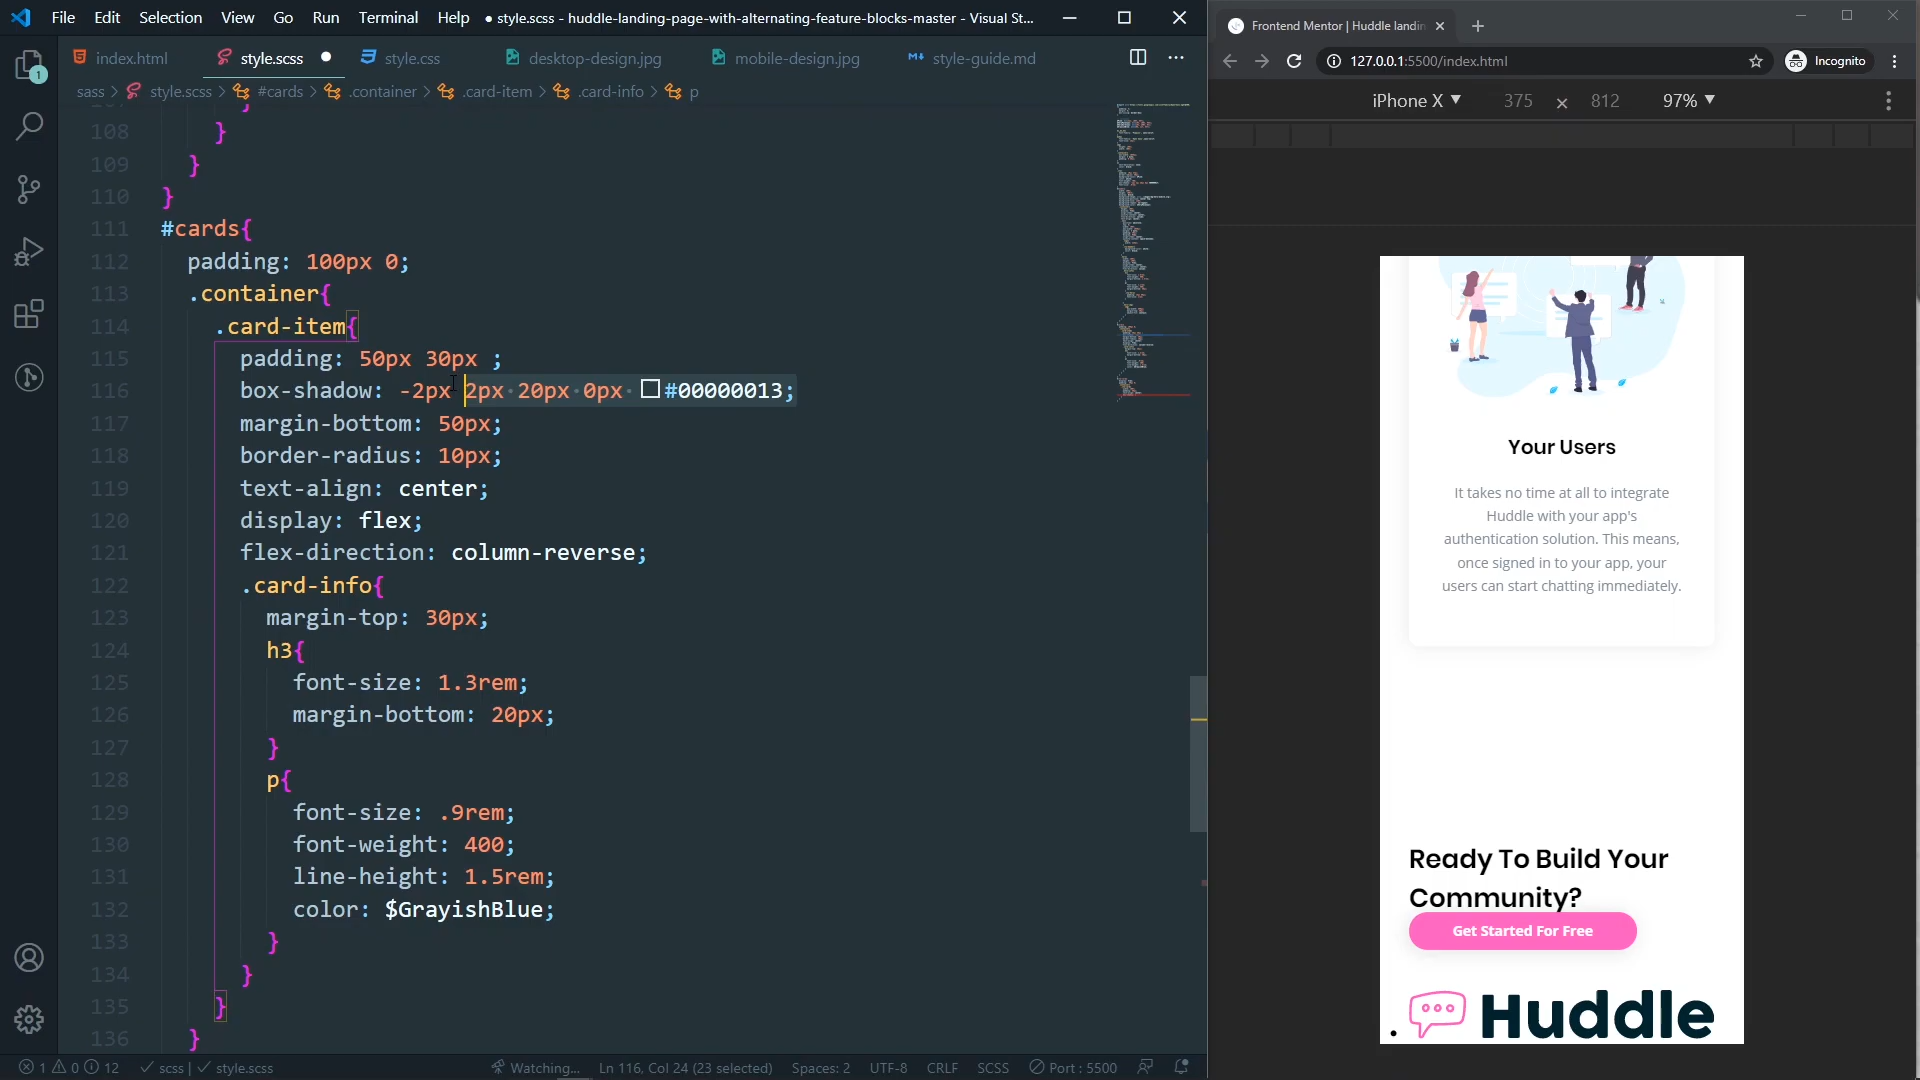 File Edit Selection View Go Run Terminal Help ● style.scss - huddle-landing-page-with-alternating-feature-blocks-master - Visual St...
index.html style.scss style.css desktop-design.jpg mobile-design.jpg style-guide.md
sass > style.scss > #cards > .container > .card-item > .card-info > p
108 }
109 }
110 }
111 #cards{
112 padding: 100px 0;
113 .container{
114 .card-item{
115 padding: 50px 30px ;
116 box-shadow: -2px 2px 20px 0px #00000013;
117 margin-bottom: 50px;
118 border-radius: 10px;
119 text-align: center;
120 display: flex;
121 flex-direction: column-reverse;
122 .card-info{
123 margin-top: 30px;
124 h3{
125 font-size: 1.3rem;
126 margin-bottom: 20px;
127 }
128 p{
129 font-size: .9rem;
130 font-weight: 400;
131 line-height: 1.5rem;
132 color: $GrayishBlue;
133 }
134 }
135 }
136 }
1
1 0 12 scss | style.scss Watching... Ln 116, Col 24 (23 selected) Spaces: 2 UTF-8 CRLF SCSS Port : 5500
Frontend Mentor | Huddle landin
127.0.0.1:5500/index.html Incognito
iPhone X 375 × 812 97%
Your Users
It takes no time at all to integrate
Huddle with your app's
authentication solution. This means,
once signed in to your app, your
users can start chatting immediately.
Ready To Build Your
Community?
Get Started For Free
Huddle